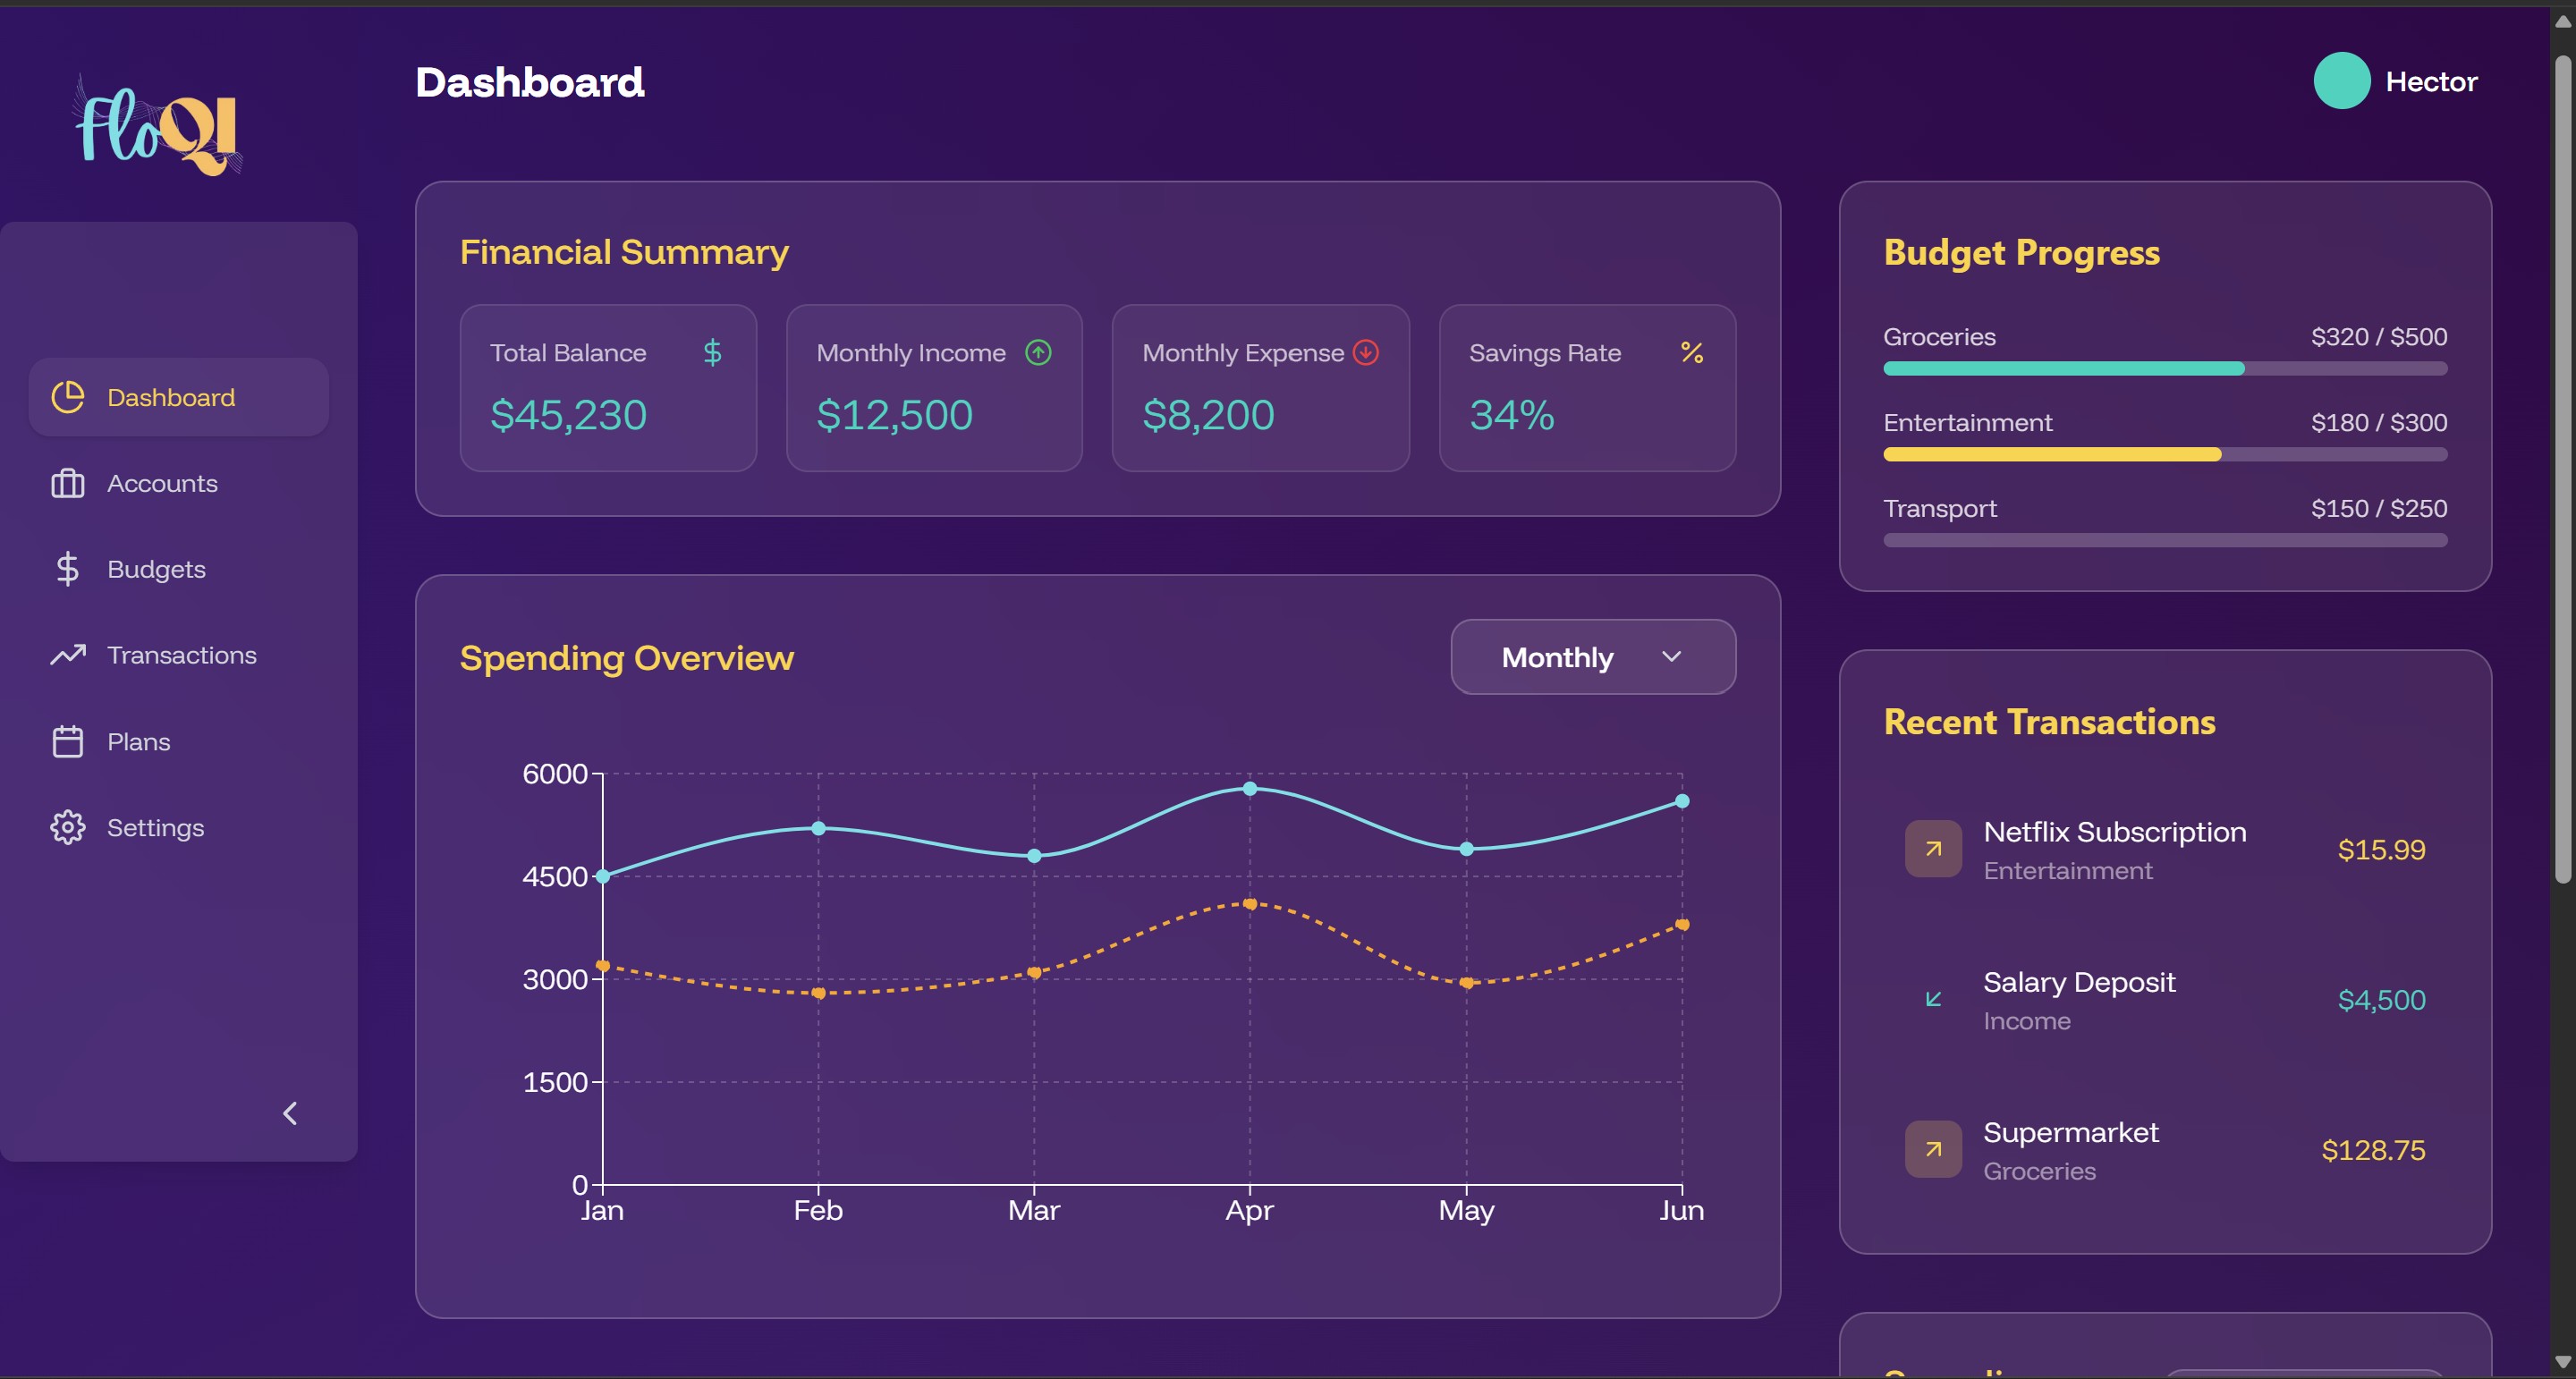 FloQI
Dashboard
Hector
Dashboard
Accounts
Budgets
Transactions
Plans
Settings
Financial Summary
Total Balance
$
$45,230
Monthly Income
$12,500
Monthly Expense
$8,200
Savings Rate
%
34%
Spending Overview
Monthly
6000
4500
3000
1500
0
Jan Feb Mar Apr May Jun
Budget Progress
Groceries $320 / $500
Entertainment $180 / $300
Transport $150 / $250
Recent Transactions
Netflix Subscription
Entertainment
$15.99
Salary Deposit
Income
$4,500
Supermarket
Groceries
$128.75